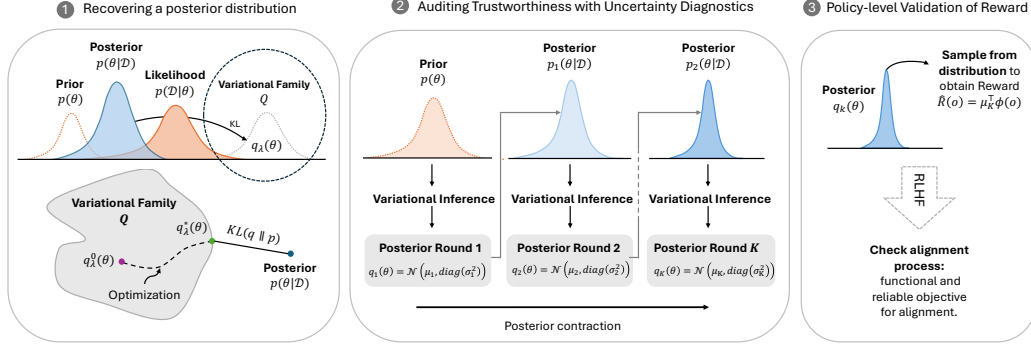 1 Recovering a posterior distribution
Posterior
p(θ|𝒟)
Likelihood
p(𝒟|θ)
Prior
p(θ)
Variational Family
Q
KL
q_λ(θ)
Variational Family
Q
q_λ^*(θ)
KL(q ∥ p)
q_λ^0(θ)
Optimization
Posterior
p(θ|𝒟)
2 Auditing Trustworthiness with Uncertainty Diagnostics
Prior
p(θ)
Posterior
p_1(θ|𝒟)
Posterior
p_2(θ|𝒟)
Variational Inference
Variational Inference
Variational Inference
Posterior Round 1
q_1(θ) = 𝒩(μ_1, diag(σ_1^2))
Posterior Round 2
q_2(θ) = 𝒩(μ_2, diag(σ_2^2))
Posterior Round K
q_K(θ) = 𝒩(μ_K, diag(σ_K^2))
Posterior contraction
3 Policy-level Validation of Reward
Posterior
q_k(θ)
Sample from
distribution to
obtain Reward
R̂(o) = μ_K^⊤ϕ(o)
RLHF
Check alignment
process:
functional and
reliable objective
for alignment.